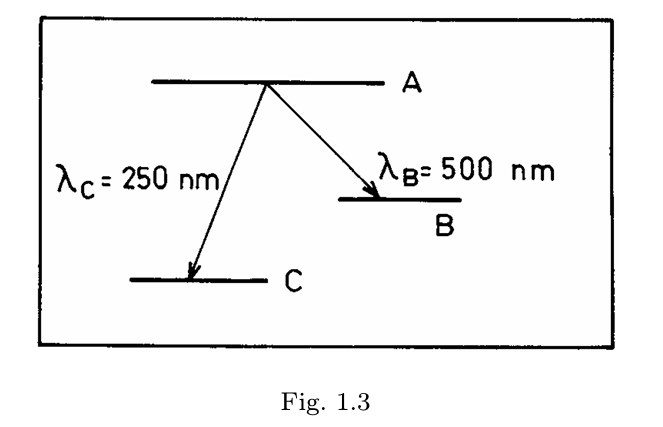 A
λC = 250 nm
λB = 500 nm
B
C
Fig. 1.3